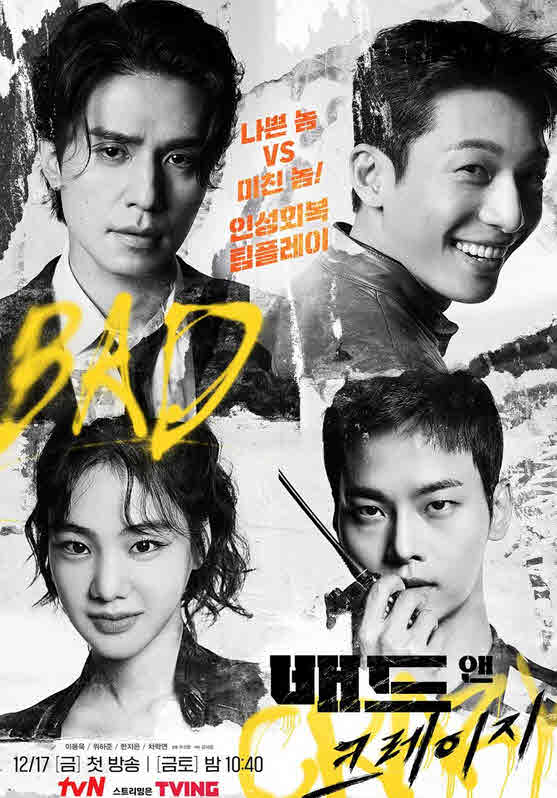 나쁜 놈
VS
미친 놈!
인성회복
팀플레이
BAD
배드 앤
CRAZY
크레이지
이동욱 / 위하준 / 한지은 / 차학연
12/17 [금] 첫 방송 | [금토] 밤 10:40
tvN 스트리밍은 TVING